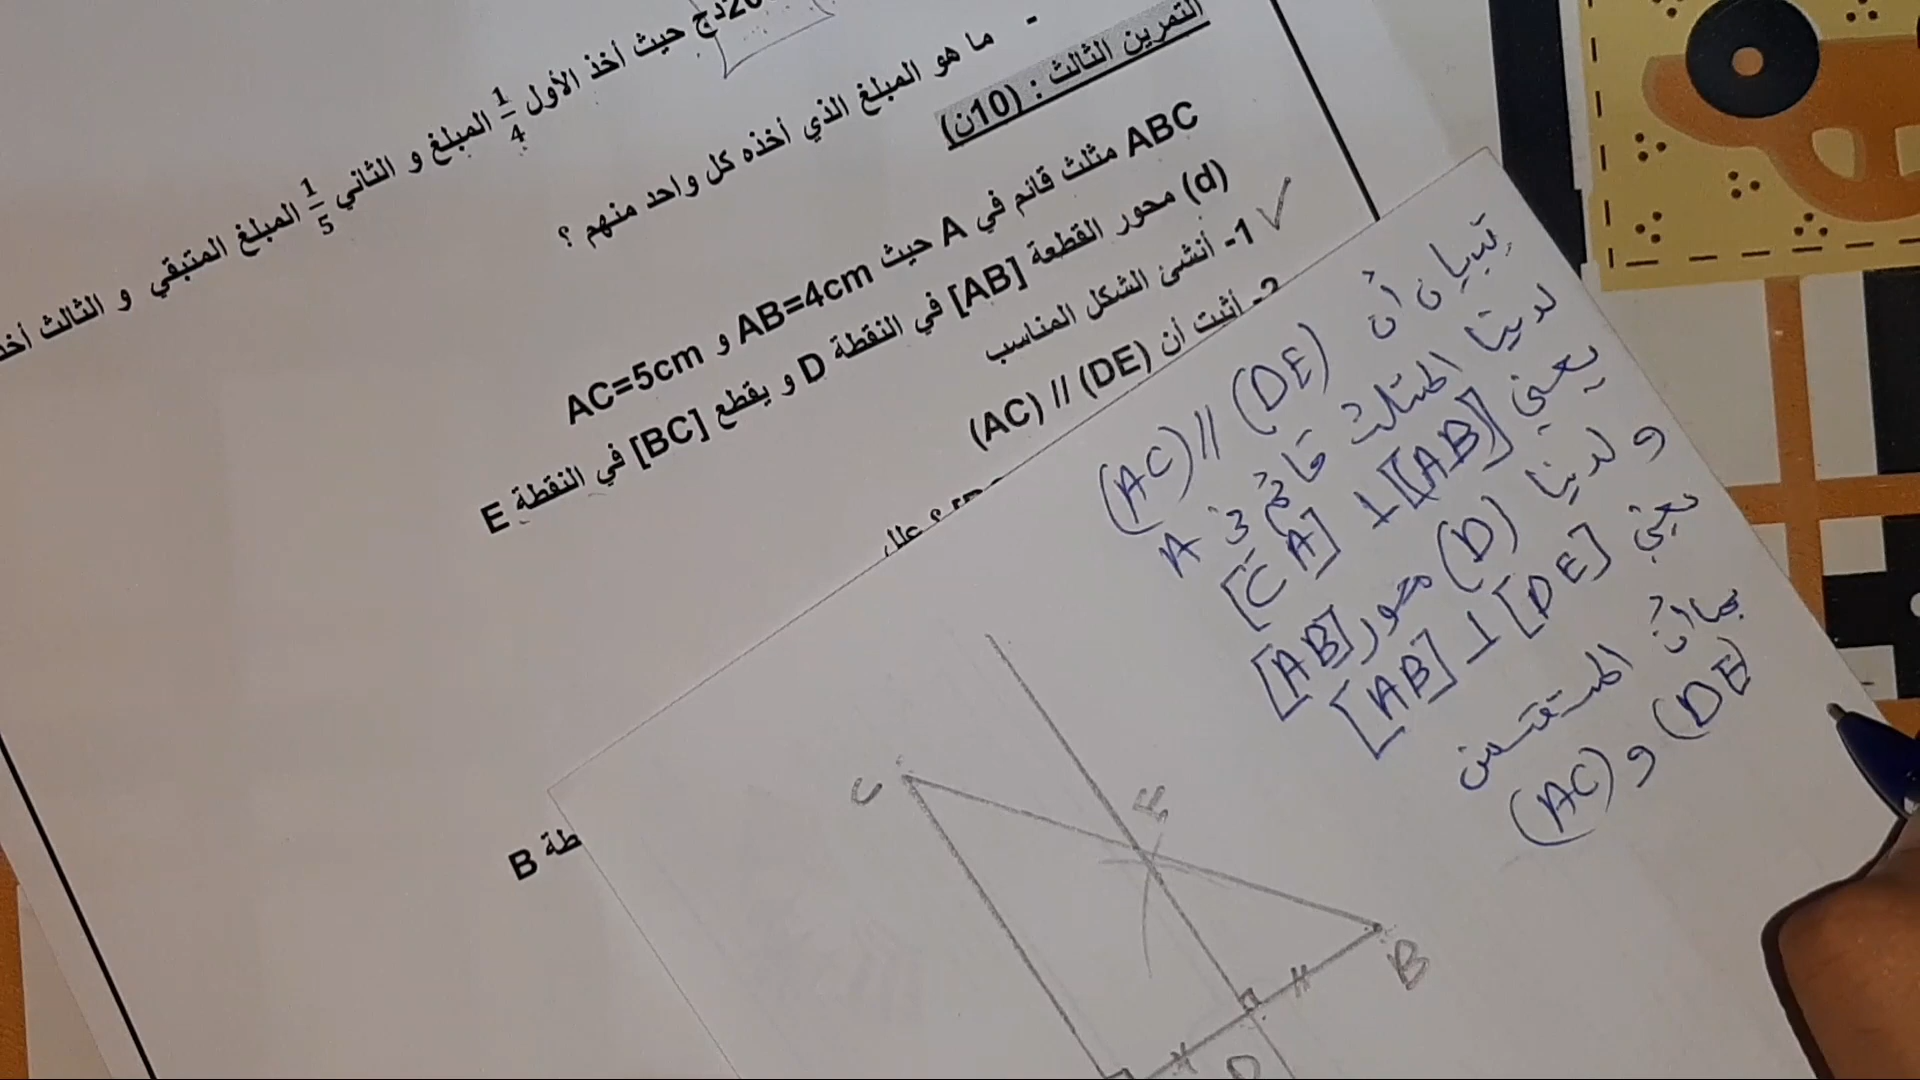 دج حيث أخذ الأول 1/4 المبلغ و الثاني 1/5 المبلغ المتبقي و الثالث
- ما هو المبلغ الذي أخذه كل واحد منهم ؟
التمرين الثالث : (10ن)
ABC مثلث قائم في A حيث AB=4cm و AC=5cm
(d) محور القطعة [AB] في النقطة D و يقطع [BC] في النقطة E
1- أنشئ الشكل المناسب ✓
2- أثبت أن (AC) // (DE)
؟ علل
طة B
تبيان أن (AC) // (DE)
لدينا المثلث قائم في A
يعني [CA] ⊥ [AB]
و لدينا (D) محور [AB]
يعني [AB] ⊥ [DE]
بما أن المستقيمين
(DE) و (AC)
C
E
B
D